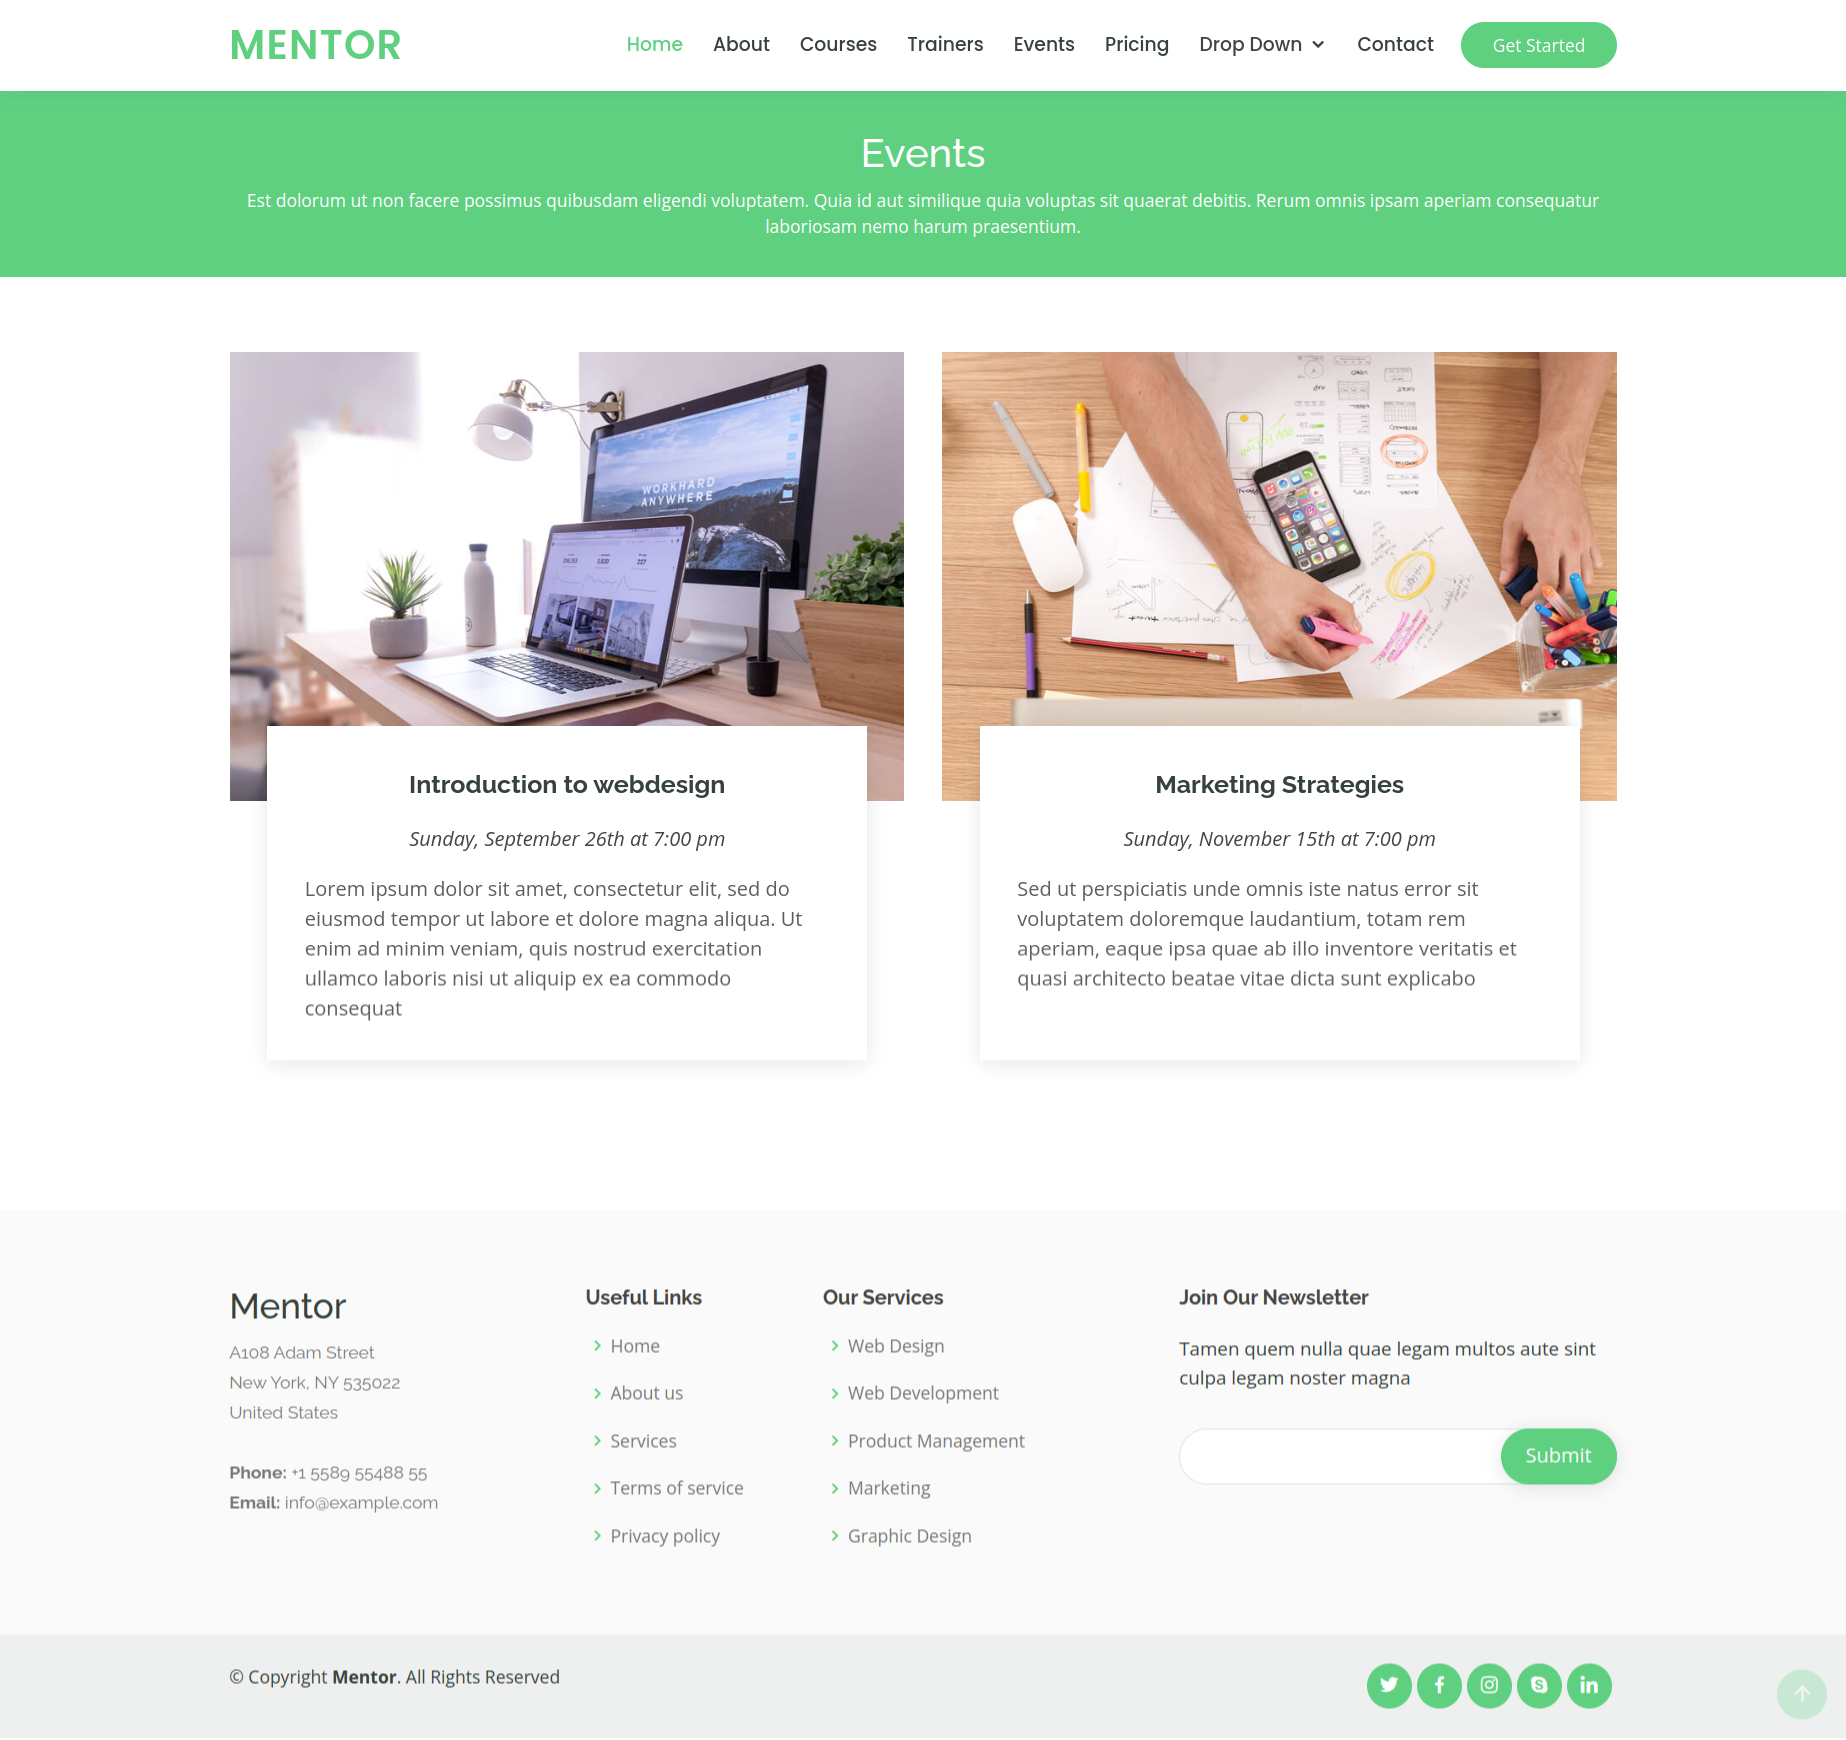 MENTOR
Home About Courses Trainers Events Pricing Drop Down Contact Get Started
Events
Est dolorum ut non facere possimus quibusdam eligendi voluptatem. Quia id aut similique quia voluptas sit quaerat debitis. Rerum omnis ipsam aperiam consequatur
laboriosam nemo harum praesentium.
WORKHARD
ANYWHERE
Introduction to webdesign
Sunday, September 26th at 7:00 pm
Lorem ipsum dolor sit amet, consectetur elit, sed do
eiusmod tempor ut labore et dolore magna aliqua. Ut
enim ad minim veniam, quis nostrud exercitation
ullamco laboris nisi ut aliquip ex ea commodo
consequat
Marketing Strategies
Sunday, November 15th at 7:00 pm
Sed ut perspiciatis unde omnis iste natus error sit
voluptatem doloremque laudantium, totam rem
aperiam, eaque ipsa quae ab illo inventore veritatis et
quasi architecto beatae vitae dicta sunt explicabo
Mentor
A108 Adam Street
New York, NY 535022
United States
Phone: +1 5589 55488 55
Email: info@example.com
Useful Links
Home
About us
Services
Terms of service
Privacy policy
Our Services
Web Design
Web Development
Product Management
Marketing
Graphic Design
Join Our Newsletter
Tamen quem nulla quae legam multos aute sint
culpa legam noster magna
Submit
© Copyright Mentor. All Rights Reserved